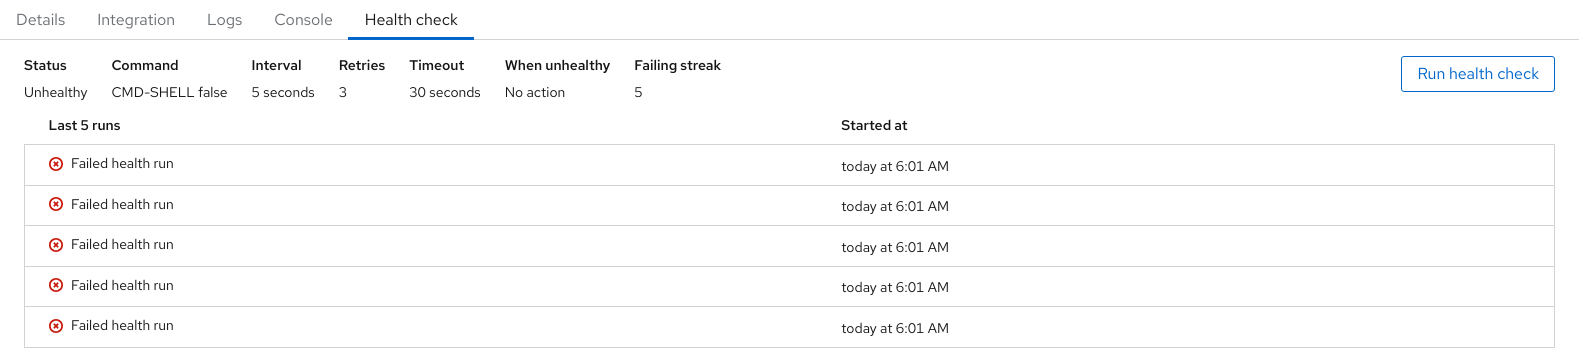 Details Integration Logs Console Health check
Status Command Interval Retries Timeout When unhealthy Failing streak
Unhealthy CMD-SHELL false 5 seconds 3 30 seconds No action 5
Run health check
Last 5 runs Started at
Failed health run today at 6:01 AM
Failed health run today at 6:01 AM
Failed health run today at 6:01 AM
Failed health run today at 6:01 AM
Failed health run today at 6:01 AM